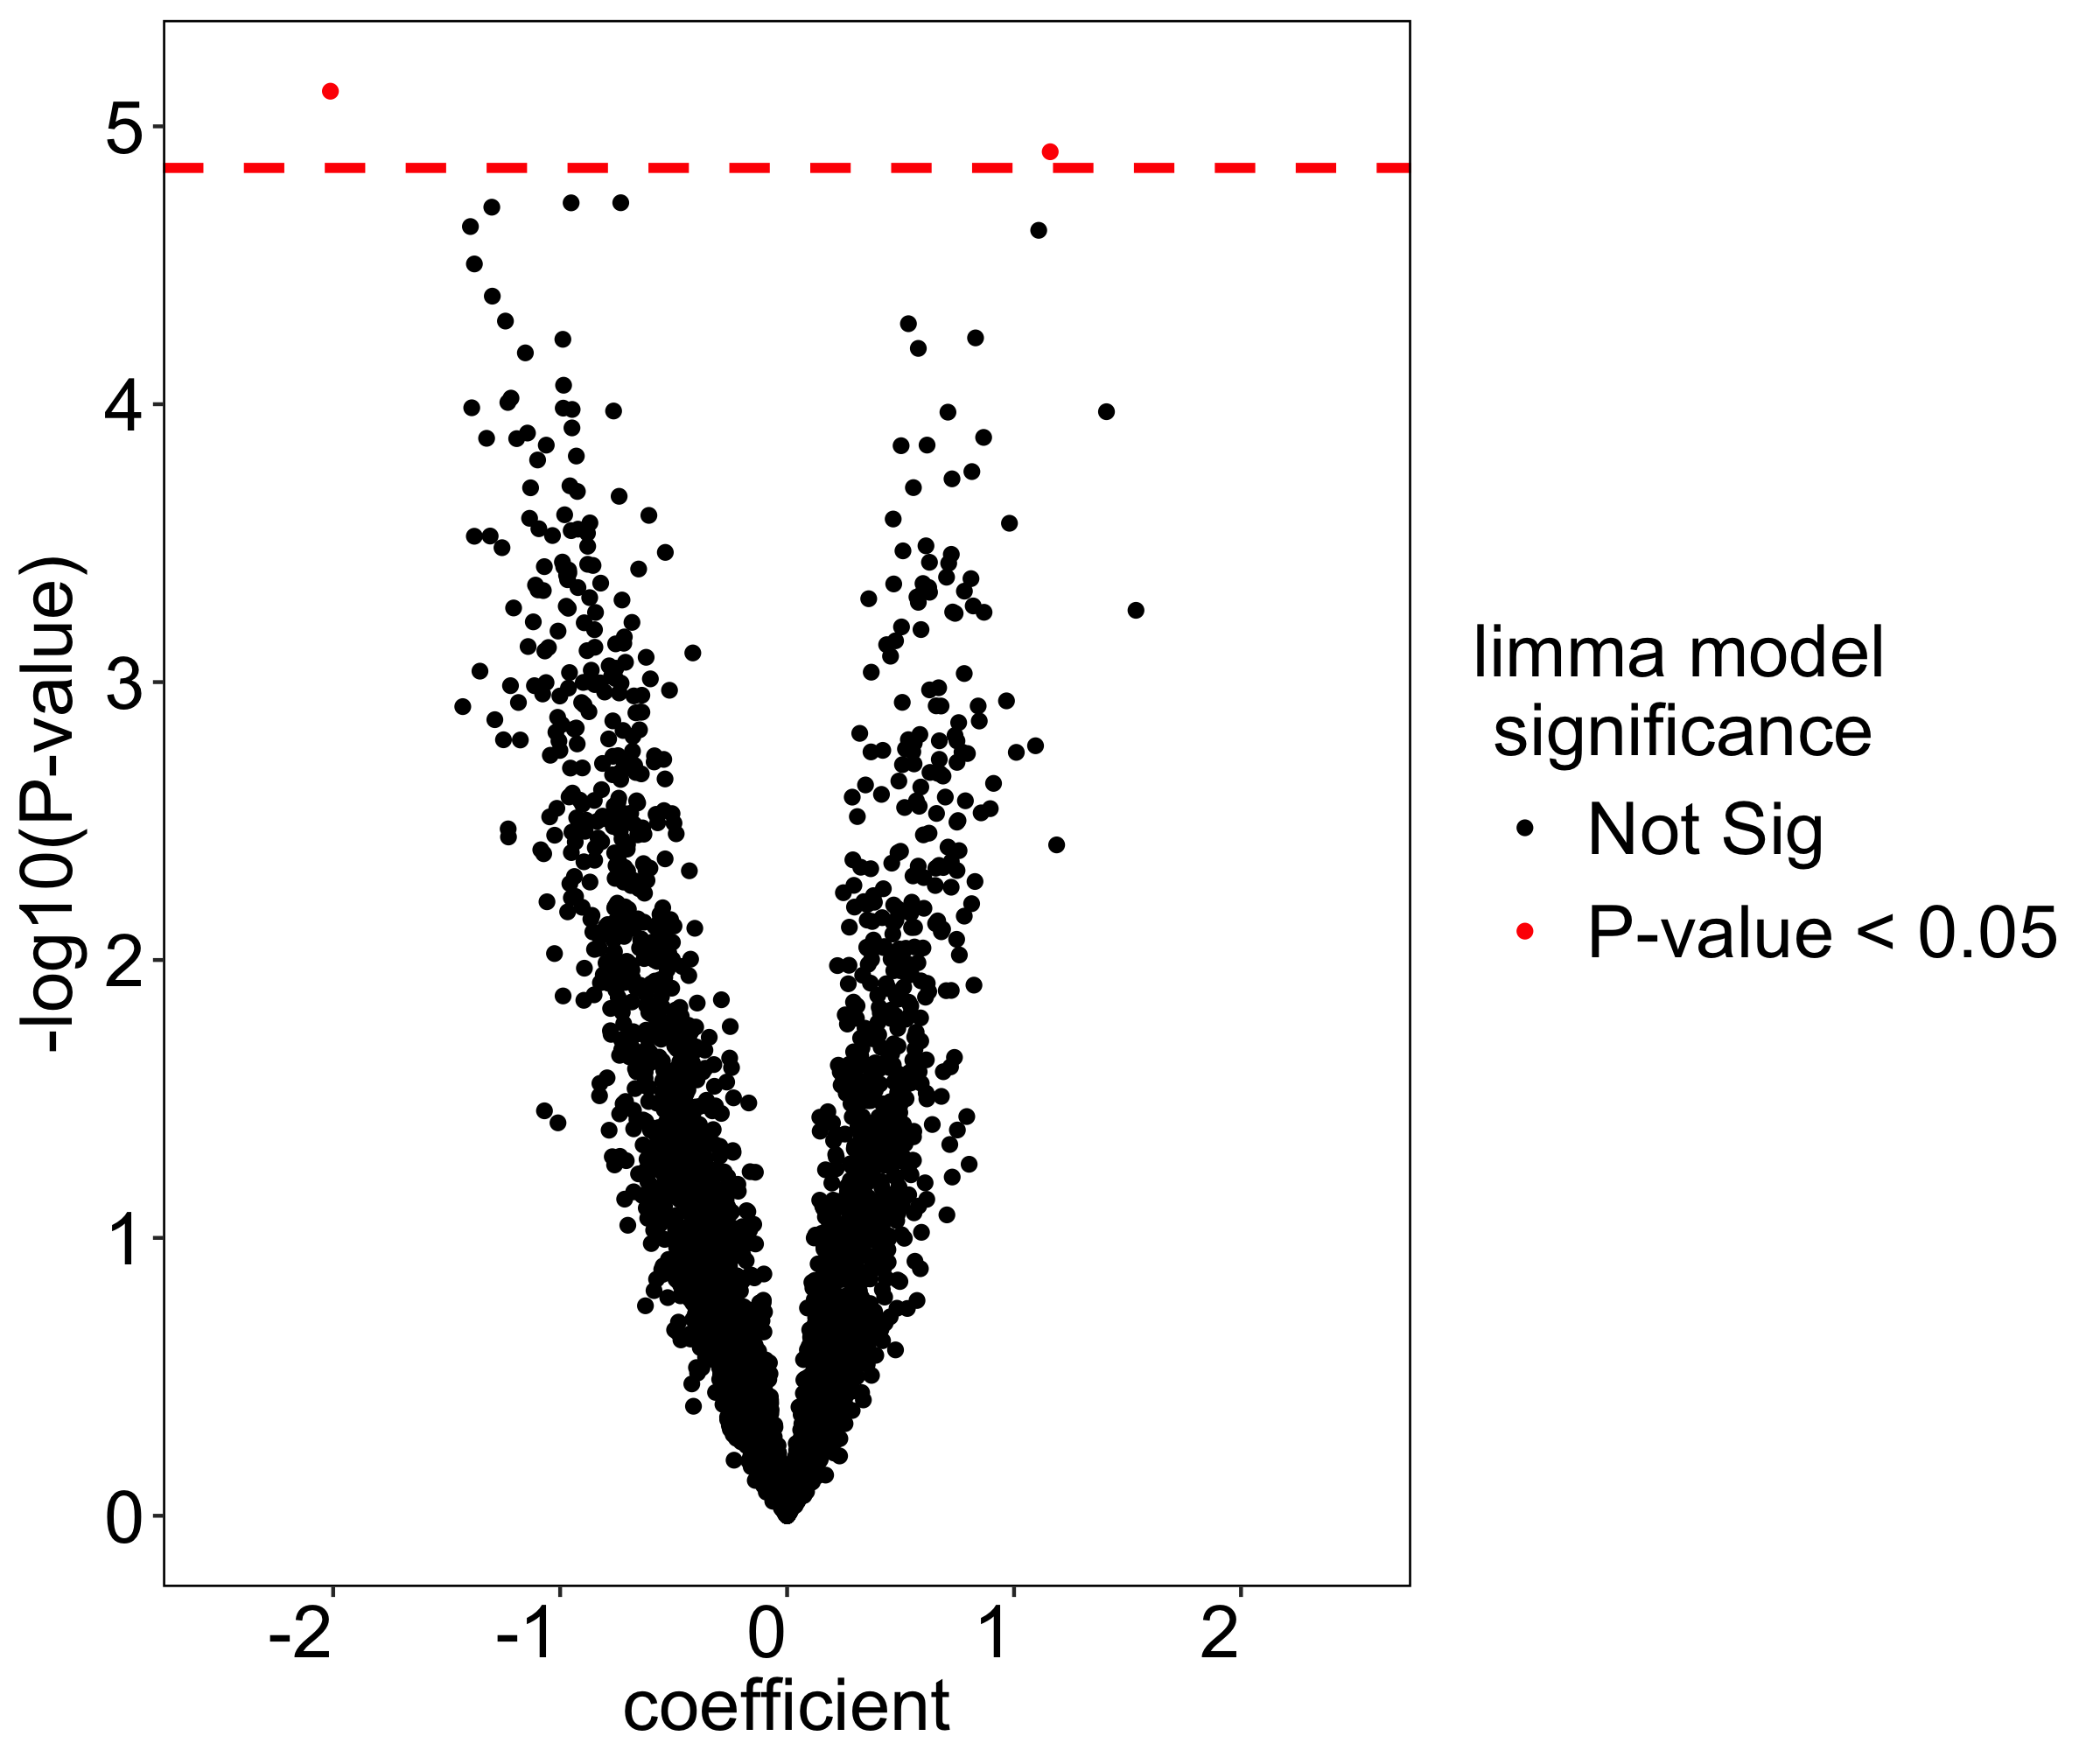 5
4
3
2
1
0
-log10(P-value)
-2
-1
0
1
2
coefficient
limma model
significance
Not Sig
P-value < 0.05